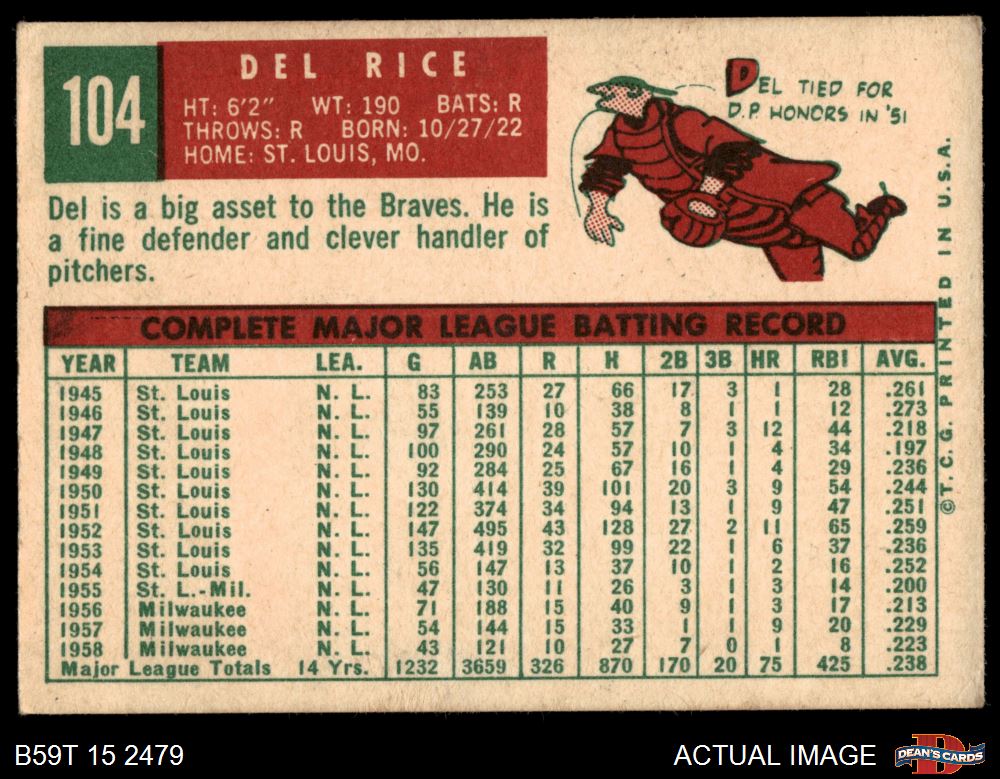 104
DEL RICE
HT: 6'2" WT: 190 BATS: R
THROWS: R BORN: 10/27/22
HOME: ST. LOUIS, MO.
DEL TIED FOR
D.P. HONORS IN '51
Del is a big asset to the Braves. He is
a fine defender and clever handler of
pitchers.
COMPLETE MAJOR LEAGUE BATTING RECORD
YEAR TEAM LEA. G AB R H 2B 3B HR RBI AVG.
1945 St. Louis N. L. 83 253 27 66 17 3 1 28 .261
1946 St. Louis N. L. 55 139 10 38 8 1 1 12 .273
1947 St. Louis N. L. 97 261 28 57 7 3 12 44 .218
1948 St. Louis N. L. 100 290 24 57 10 1 4 34 .197
1949 St. Louis N. L. 92 284 25 67 16 1 4 29 .236
1950 St. Louis N. L. 130 414 39 101 20 3 9 54 .244
1951 St. Louis N. L. 122 374 34 94 13 1 9 47 .251
1952 St. Louis N. L. 147 495 43 128 27 2 11 65 .259
1953 St. Louis N. L. 135 419 32 99 22 1 6 37 .236
1954 St. Louis N. L. 56 147 13 37 10 1 2 16 .252
1955 St. L.-Mil. N. L. 47 130 11 26 3 1 3 14 .200
1956 Milwaukee N. L. 71 188 15 40 9 1 3 17 .213
1957 Milwaukee N. L. 54 144 15 33 1 1 9 20 .229
1958 Milwaukee N. L. 43 121 10 27 7 0 1 8 .223
Major League Totals 14 Yrs. 1232 3659 326 870 170 20 75 425 .238
©T.C.G. PRINTED IN U.S.A.
B59T 15 2479
ACTUAL IMAGE
DEAN'S CARDS